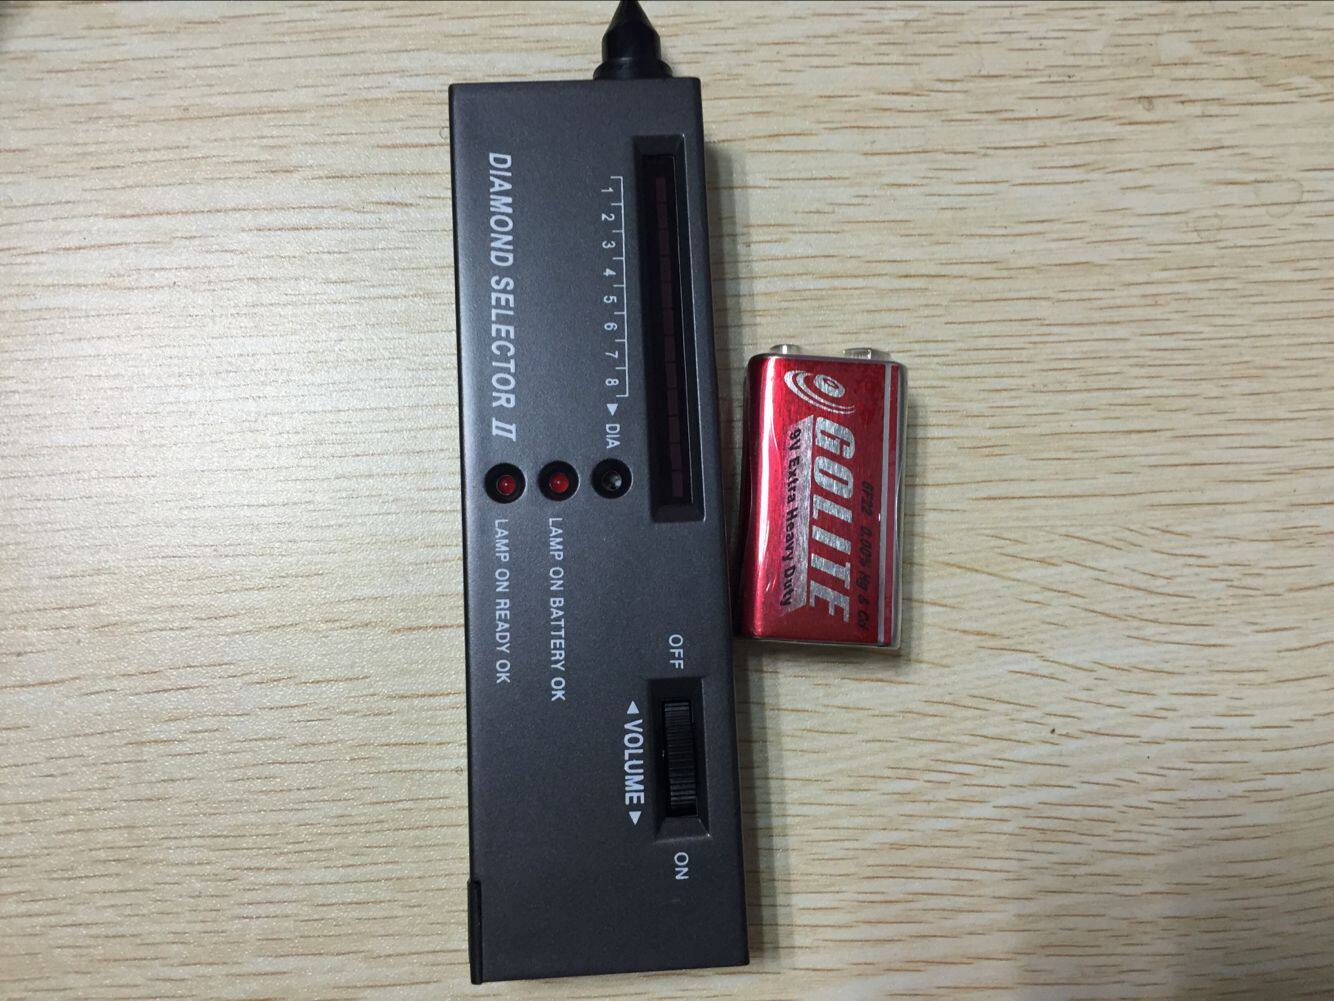 DIAMOND SELECTOR II
1 2 3 4 5 6 7 8 ▶ DIA
LAMP ON BATTERY OK
LAMP ON READY OK
OFF
◀ VOLUME ▶
ON
6F22 0.00% Hg & Cd
GOLITE
9V Extra Heavy Duty